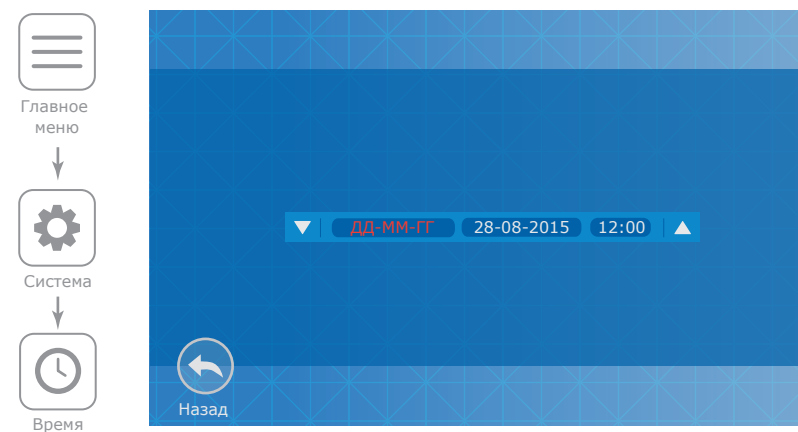 Главное
меню
Система
Время
ДД-ММ-ГГ 28-08-2015 12:00
Назад